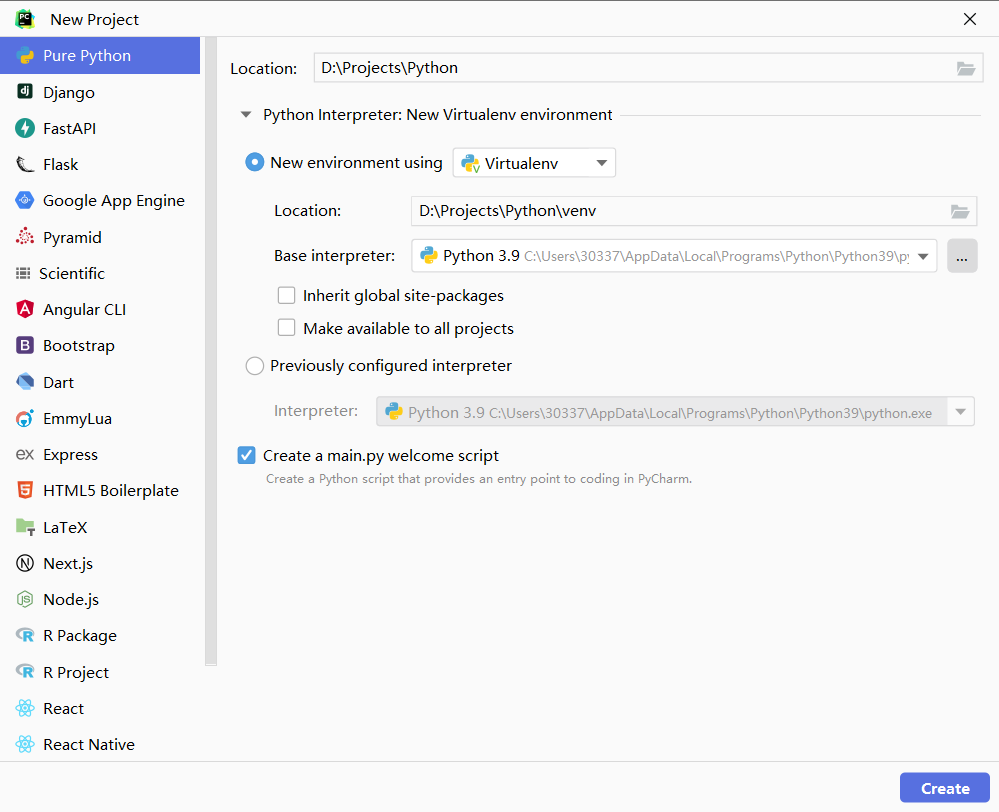 New Project
Pure Python
Django
FastAPI
Flask
Google App Engine
Pyramid
Scientific
Angular CLI
Bootstrap
Dart
EmmyLua
ex Express
HTML5 Boilerplate
LaTeX
Next.js
Node.js
R Package
R Project
React
React Native
Location: D:\Projects\Python
Python Interpreter: New Virtualenv environment
New environment using Virtualenv
Location: D:\Projects\Python\venv
Base interpreter: Python 3.9 C:\Users\30337\AppData\Local\Programs\Python\Python39\py
...
Inherit global site-packages
Make available to all projects
Previously configured interpreter
Interpreter: Python 3.9 C:\Users\30337\AppData\Local\Programs\Python\Python39\python.exe
Create a main.py welcome script
Create a Python script that provides an entry point to coding in PyCharm.
Create